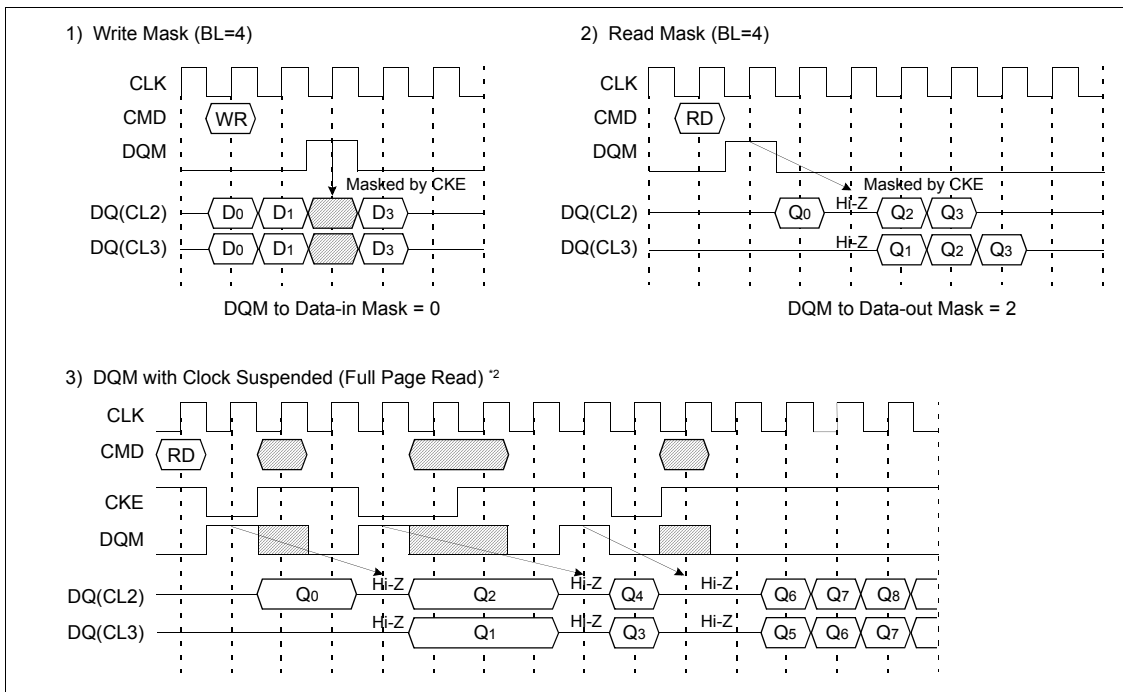 1) Write Mask (BL=4)
CLK
CMD
WR
DQM
Masked by CKE
DQ(CL2)
D0 D1 D3
DQ(CL3)
D0 D1 D3
DQM to Data-in Mask = 0
2) Read Mask (BL=4)
CLK
CMD
RD
DQM
Masked by CKE
DQ(CL2)
Q0 Hi-Z Q2 Q3
DQ(CL3)
Hi-Z Q1 Q2 Q3
DQM to Data-out Mask = 2
3) DQM with Clock Suspended (Full Page Read) *2
CLK
CMD
RD
CKE
DQM
DQ(CL2)
Q0 Hi-Z Q2 Hi-Z Q4 Hi-Z Q6 Q7 Q8
DQ(CL3)
Hi-Z Q1 Hi-Z Q3 Hi-Z Q5 Q6 Q7